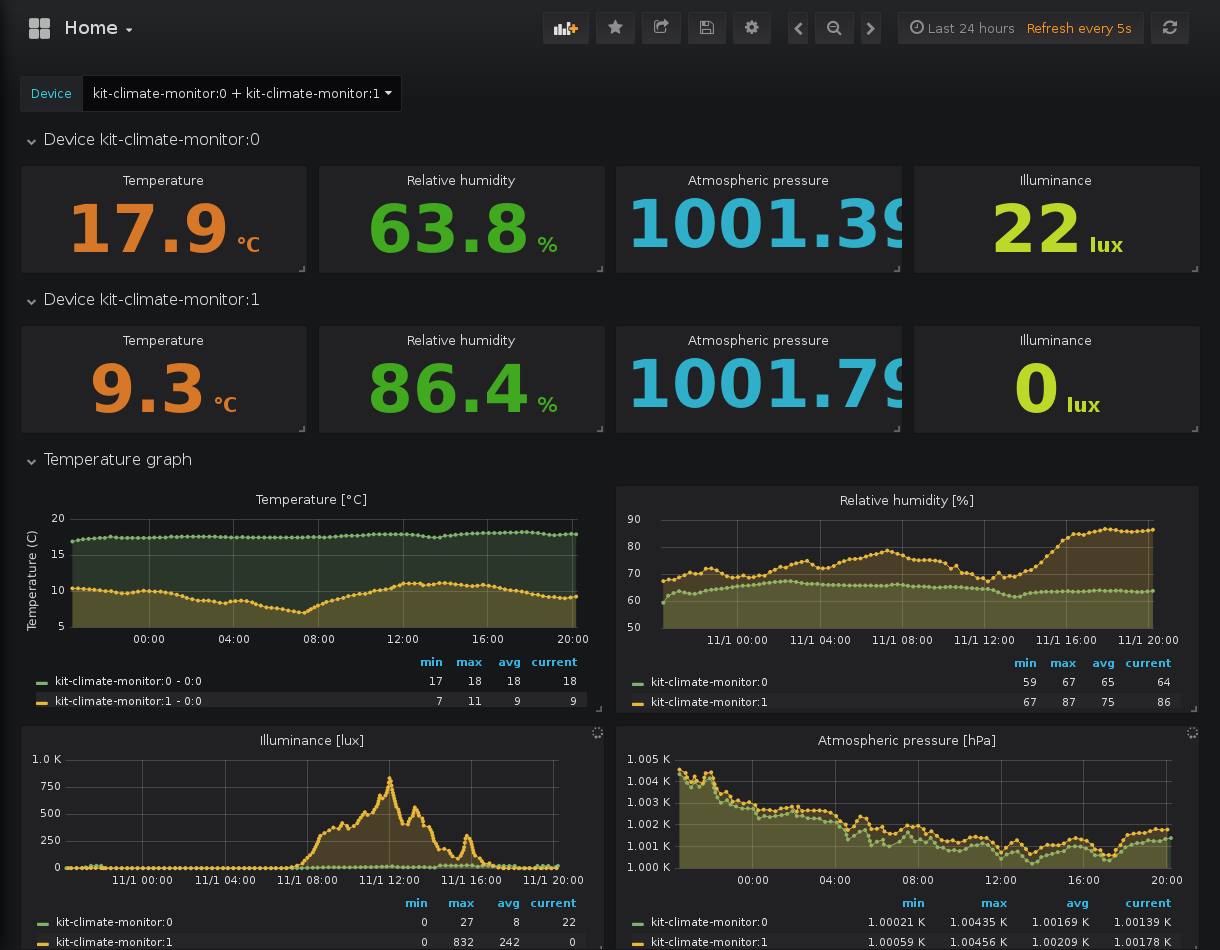 Home
Last 24 hours Refresh every 5s
Device kit-climate-monitor:0 + kit-climate-monitor:1
Device kit-climate-monitor:0
Temperature Relative humidity Atmospheric pressure Illuminance
17.9 °C 63.8 % 1001.39 22 lux
Device kit-climate-monitor:1
Temperature Relative humidity Atmospheric pressure Illuminance
9.3 °C 86.4 % 1001.79 0 lux
Temperature graph
Temperature [°C]
Temperature (C)
20
15
10
5
00:00 04:00 08:00 12:00 16:00 20:00
min max avg current
kit-climate-monitor:0 - 0:0 17 18 18 18
kit-climate-monitor:1 - 0:0 7 11 9 9
Relative humidity [%]
90
80
70
60
50
11/1 00:00 11/1 04:00 11/1 08:00 11/1 12:00 11/1 16:00 11/1 20:00
min max avg current
kit-climate-monitor:0 59 67 65 64
kit-climate-monitor:1 67 87 75 86
Illuminance [lux]
1.0 K
750
500
250
0
11/1 00:00 11/1 04:00 11/1 08:00 11/1 12:00 11/1 16:00 11/1 20:00
min max avg current
kit-climate-monitor:0 0 27 8 22
kit-climate-monitor:1 0 832 242 0
Atmospheric pressure [hPa]
1.005 K
1.004 K
1.003 K
1.002 K
1.001 K
1.000 K
00:00 04:00 08:00 12:00 16:00 20:00
min max avg current
kit-climate-monitor:0 1.00021 K 1.00435 K 1.00169 K 1.00139 K
kit-climate-monitor:1 1.00059 K 1.00456 K 1.00209 K 1.00178 K